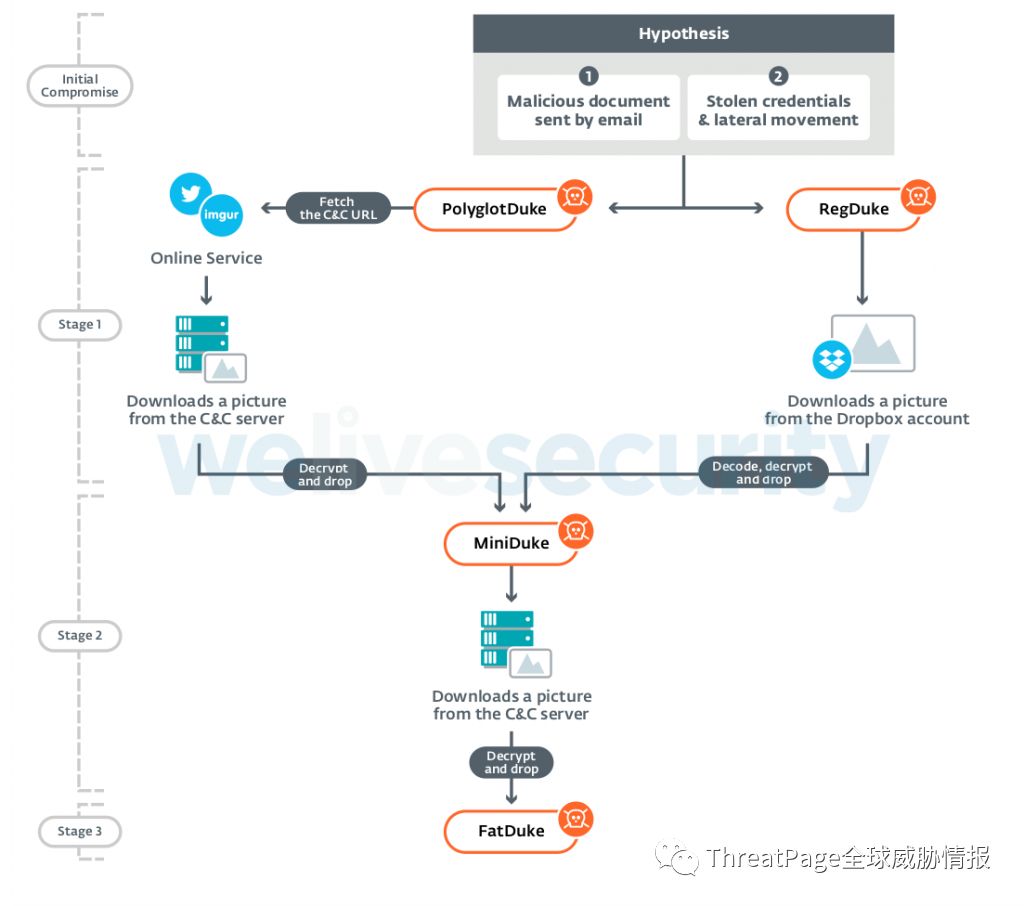 Hypothesis
Initial
Compromise
1
2
Malicious document
sent by email
Stolen credentials
& lateral movement
imgur
Fetch
the C&C URL
PolyglotDuke
RegDuke
Online Service
Stage 1
Downloads a picture
from the C&C server
Downloads a picture
from the Dropbox account
welivesecurity
Decrypt
and drop
Decode, decrypt
and drop
MiniDuke
Stage 2
Downloads a picture
from the C&C server
Decrypt
and drop
Stage 3
FatDuke
ThreatPage全球威胁情报